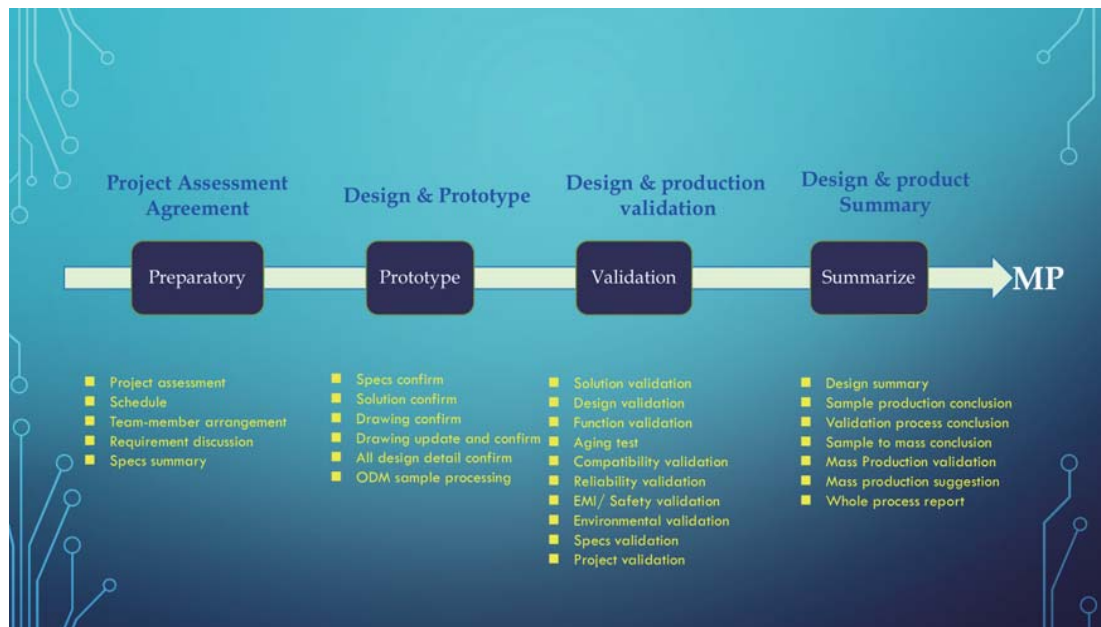 Project Assessment
Agreement
Design & Prototype
Design & production
validation
Design & product
Summary
Preparatory
Prototype
Validation
Summarize
MP
Project assessment
Schedule
Team-member arrangement
Requirement discussion
Specs summary
Specs confirm
Solution confirm
Drawing confirm
Drawing update and confirm
All design detail confirm
ODM sample processing
Solution validation
Design validation
Function validation
Aging test
Compatibility validation
Reliability validation
EMI/ Safety validation
Environmental validation
Specs validation
Project validation
Design summary
Sample production conclusion
Validation process conclusion
Sample to mass conclusion
Mass Production validation
Mass production suggestion
Whole process report